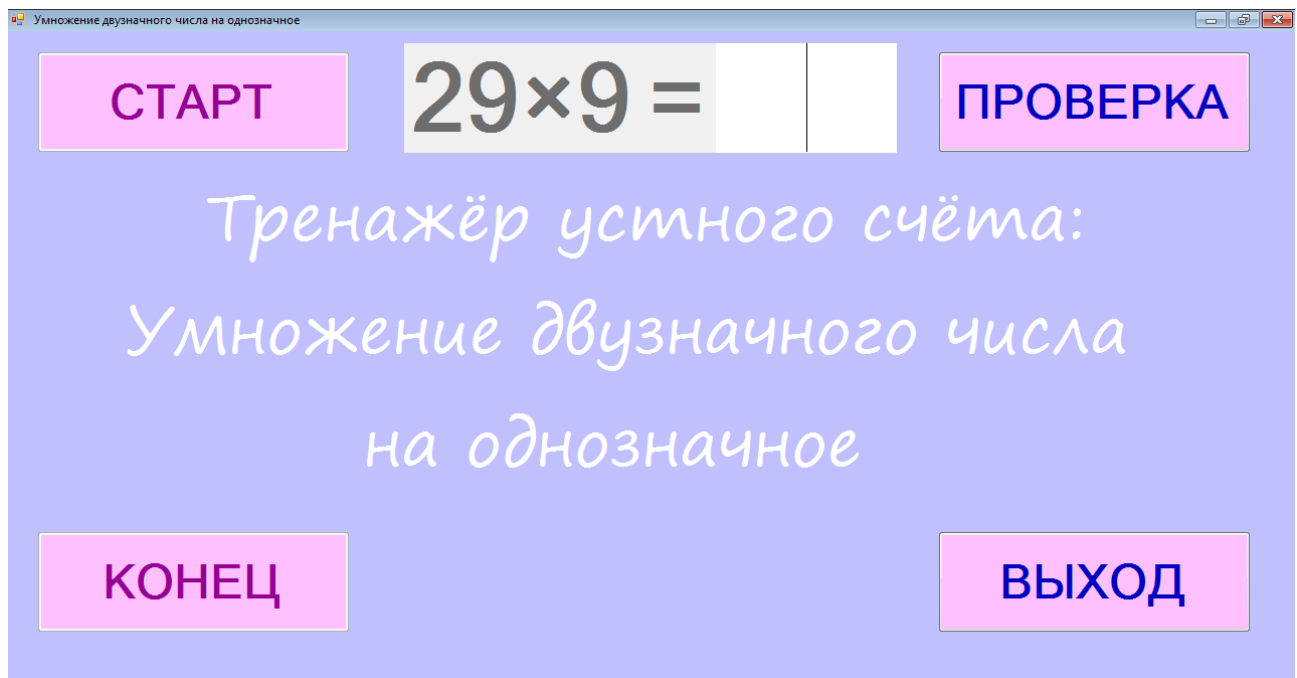 Умножение двузначного числа на однозначное
СТАРТ
29×9 =
ПРОВЕРКА
Тренажёр устного счёта:
Умножение двузначного числа
на однозначное
КОНЕЦ
ВЫХОД